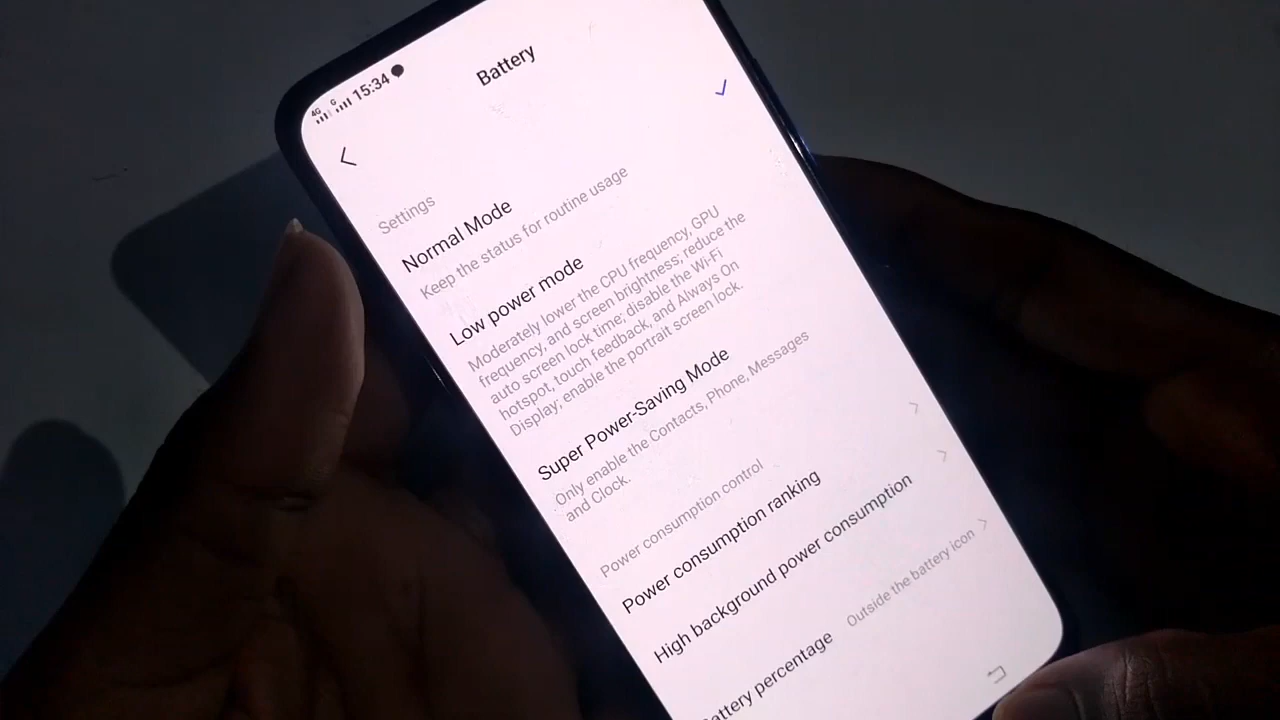 4G G 15:34
Battery
Settings
Normal Mode
Keep the status for routine usage
Low power mode
Moderately lower the CPU frequency, GPU
frequency, and screen brightness; reduce the
auto screen lock time; disable the Wi-Fi
hotspot, touch feedback, and Always On
Display; enable the portrait screen lock.
Super Power-Saving Mode
Only enable the Contacts, Phone, Messages
and Clock.
Power consumption control
Power consumption ranking
High background power consumption
attery percentage Outside the battery icon